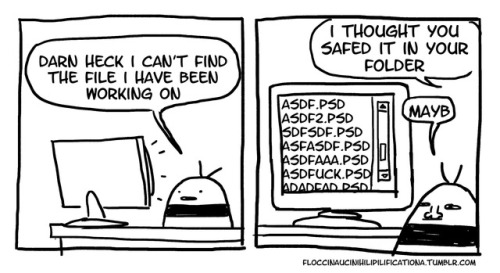 DARN HECK I CAN'T FIND
THE FILE I HAVE BEEN
WORKING ON
I THOUGHT YOU
SAFED IT IN YOUR
FOLDER
MAYB
ASDF.PSD
ASDF2.PSD
SDFSDF.PSD
ASFASDF.PSD
ASDFAAA.PSD
ASDFUCK.PSD
ADADFAD.PSD
FLOCCINAUCINIHILIPILIFICATIONA.TUMBLR.COM